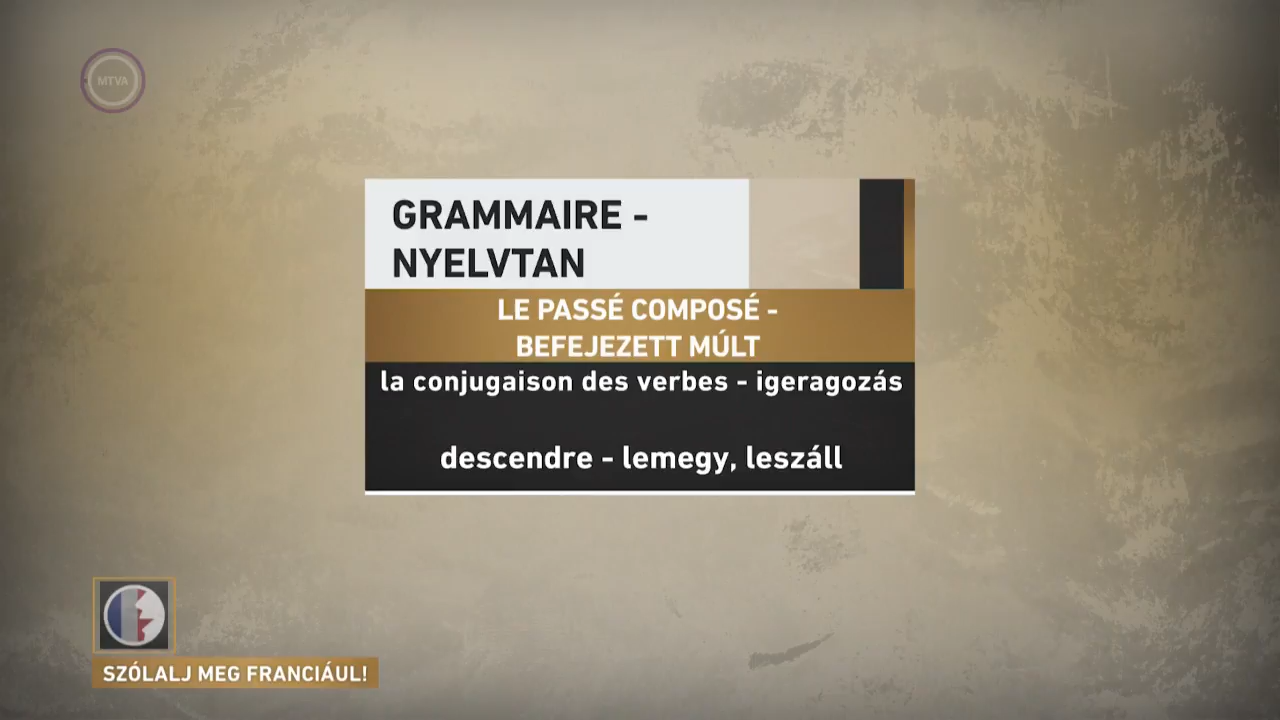 MTVA
GRAMMAIRE -
NYELVTAN
LE PASSÉ COMPOSÉ -
BEFEJEZETT MÚLT
la conjugaison des verbes - igeragozás
descendre - lemegy, leszáll
SZÓLALJ MEG FRANCIÁUL!